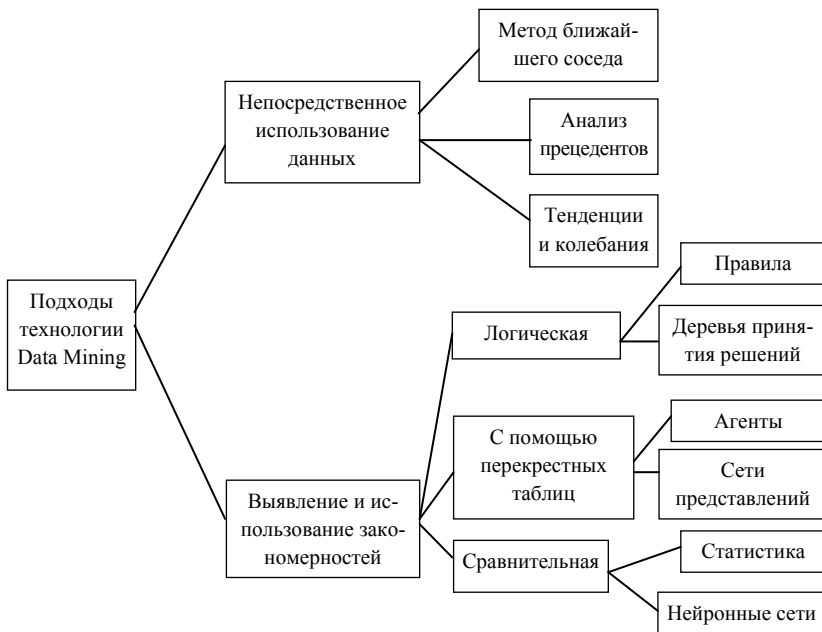 Метод ближай-
шего соседа
Непосредственное
использование
данных
Анализ
прецедентов
Тенденции
и колебания
Подходы
технологии
Data Mining
Правила
Логическая
Деревья приня-
тия решений
С помощью
перекрестных
таблиц
Агенты
Сети
представлений
Выявление и ис-
пользование зако-
номерностей
Сравнительная
Статистика
Нейронные сети